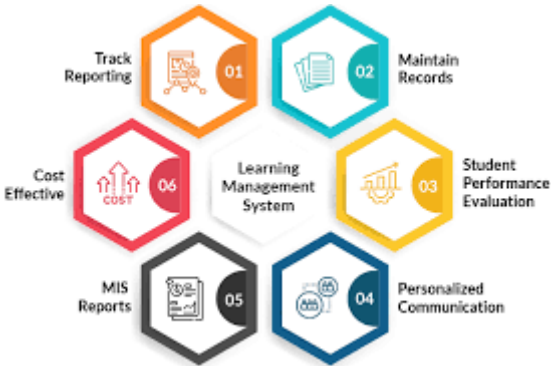 Track
Reporting
01
02
Maintain
Records
Cost
Effective
COST
06
Learning
Management
System
03
Student
Performance
Evaluation
MIS
Reports
05
04
Personalized
Communication